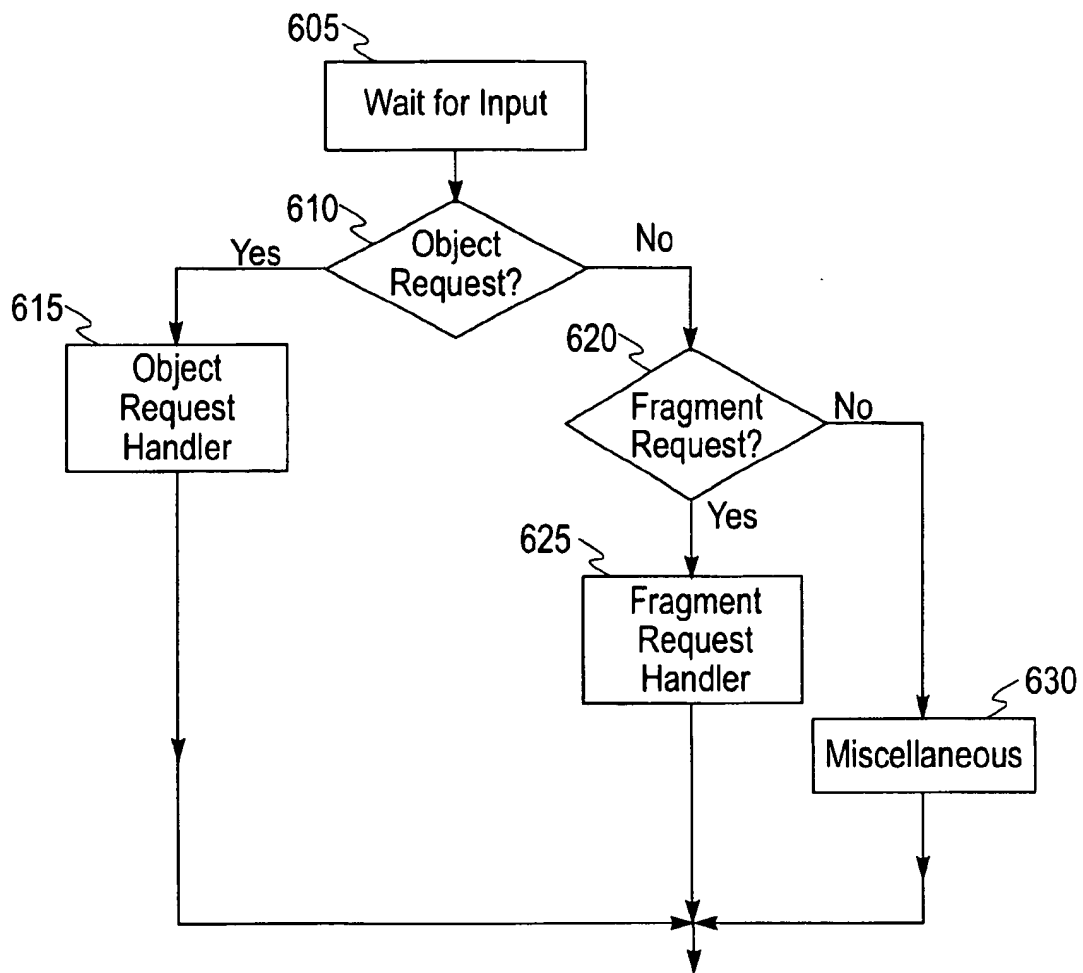 605
Wait for Input
610
Object
Request?
Yes
No
615
Object
Request
Handler
620
Fragment
Request?
No
Yes
625
Fragment
Request
Handler
630
Miscellaneous